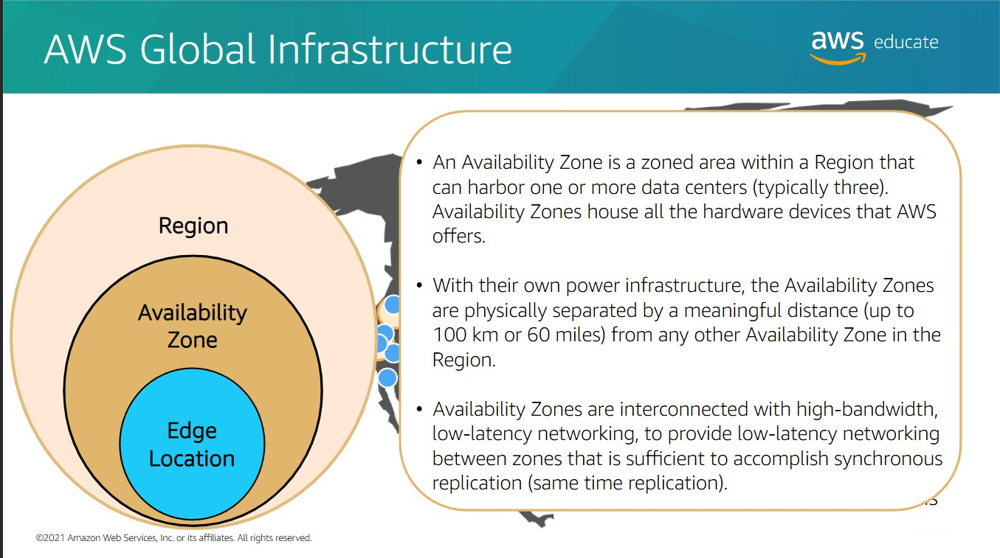 AWS Global Infrastructure
aws educate
Region
Availability
Zone
Edge
Location
• An Availability Zone is a zoned area within a Region that
can harbor one or more data centers (typically three).
Availability Zones house all the hardware devices that AWS
offers.
• With their own power infrastructure, the Availability Zones
are physically separated by a meaningful distance (up to
100 km or 60 miles) from any other Availability Zone in the
Region.
• Availability Zones are interconnected with high-bandwidth,
low-latency networking, to provide low-latency networking
between zones that is sufficient to accomplish synchronous
replication (same time replication).
©2021 Amazon Web Services, Inc. or its affiliates. All rights reserved.